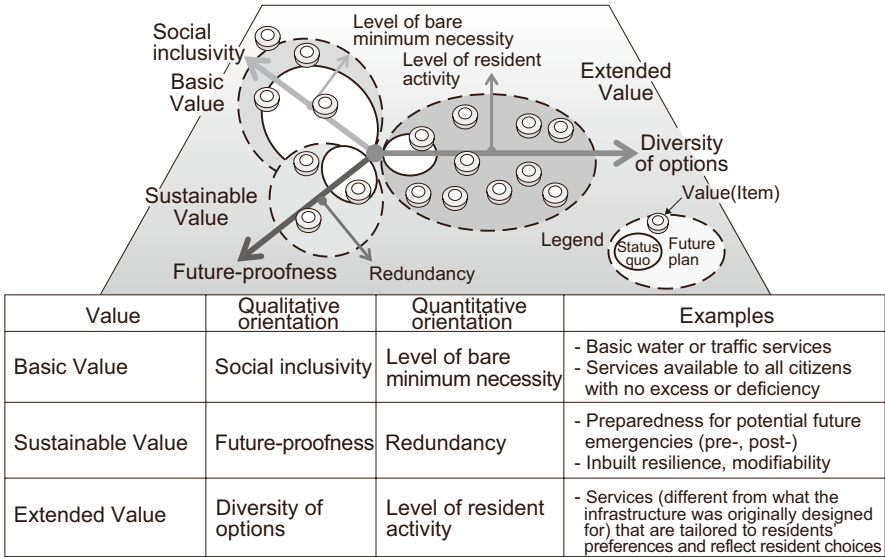 Social
inclusivity
Level of bare
minimum necessity
Basic
Value
Level of resident
activity
Extended
Value
Diversity
of options
Sustainable
Value
Value(Item)
Legend
Status
quo
Future
plan
Future-proofness
Redundancy
Value
Qualitative
orientation
Quantitative
orientation
Examples
Basic Value
Social inclusivity
Level of bare
minimum necessity
- Basic water or traffic services
- Services available to all citizens
with no excess or deficiency
Sustainable Value
Future-proofness
Redundancy
- Preparedness for potential future
emergencies (pre-, post-)
- Inbuilt resilience, modifiability
Extended Value
Diversity of
options
Level of resident
activity
- Services (different from what the
infrastructure was originally designed
for) that are tailored to residents'
preferences and reflect resident choices